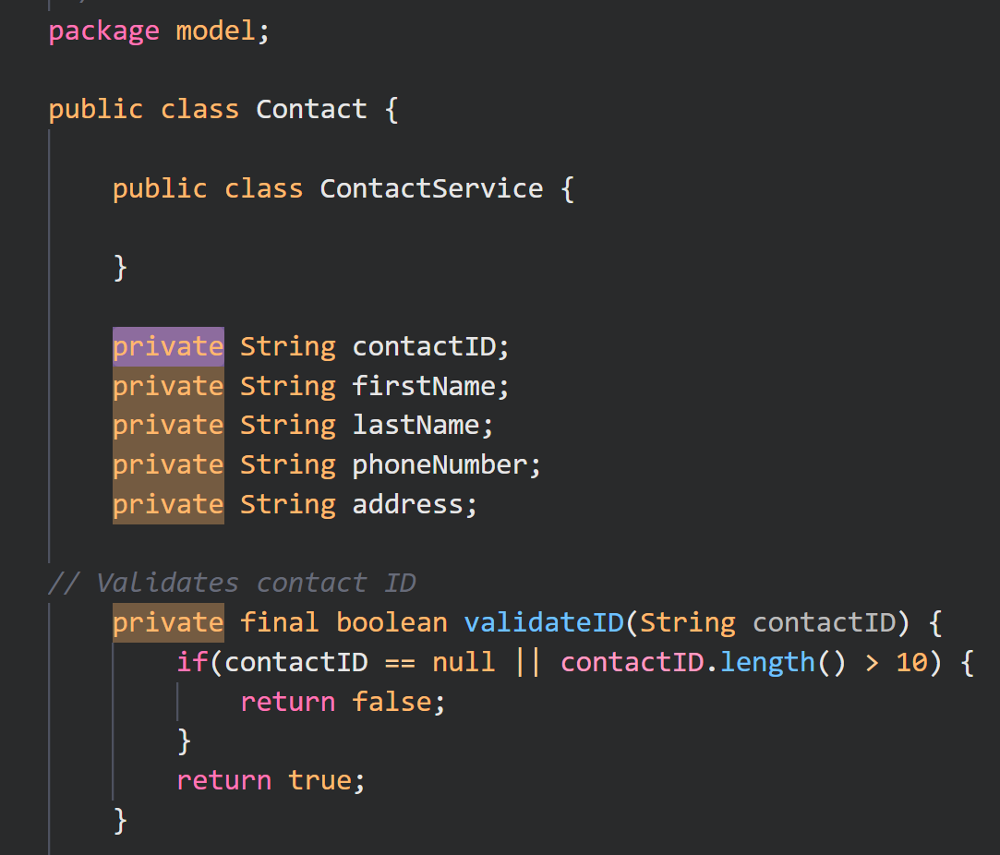 package model;
public class Contact {
public class ContactService {
}
private String contactID;
private String firstName;
private String lastName;
private String phoneNumber;
private String address;
// Validates contact ID
private final boolean validateID(String contactID) {
if(contactID == null || contactID.length() > 10) {
return false;
}
return true;
}